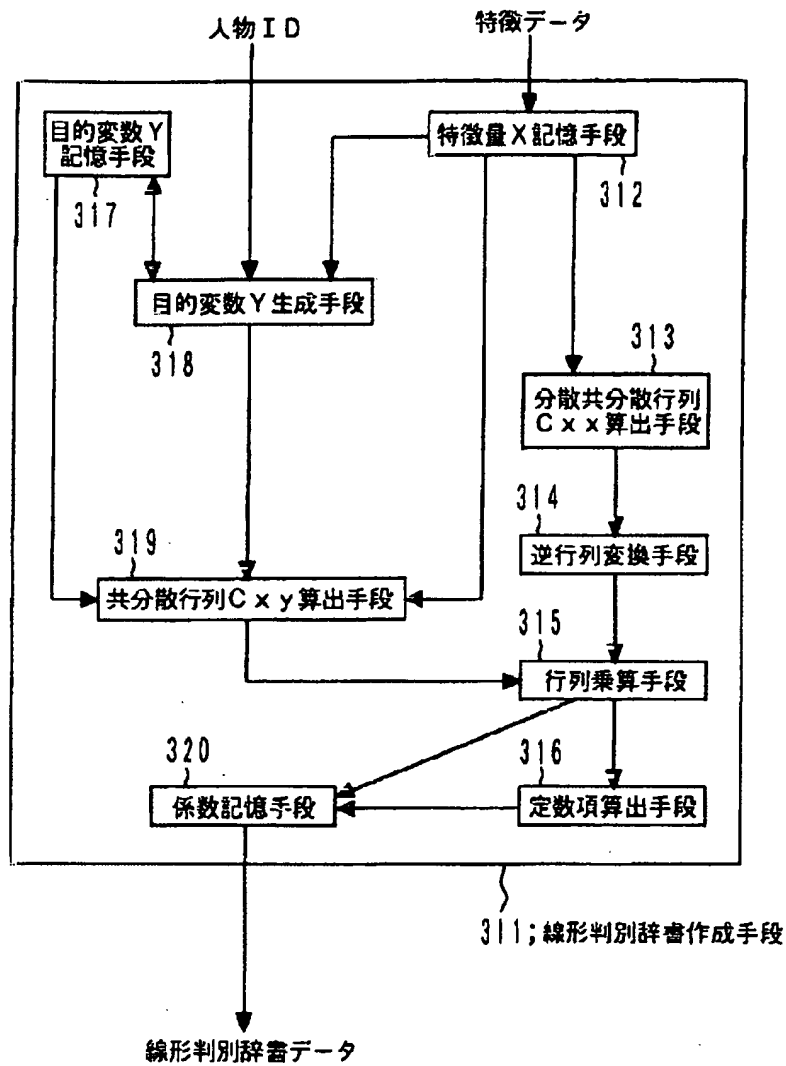 人物ＩＤ
特徴データ
目的変数Ｙ
記憶手段
317
特徴量Ｘ記憶手段
312
目的変数Ｙ生成手段
318
313
分散共分散行列
Ｃｘｘ算出手段
314
逆行列変換手段
319
共分散行列Ｃｘｙ算出手段
315
行列乗算手段
320
係数記憶手段
316
定数項算出手段
311;線形判別辞書作成手段
線形判別辞書データ